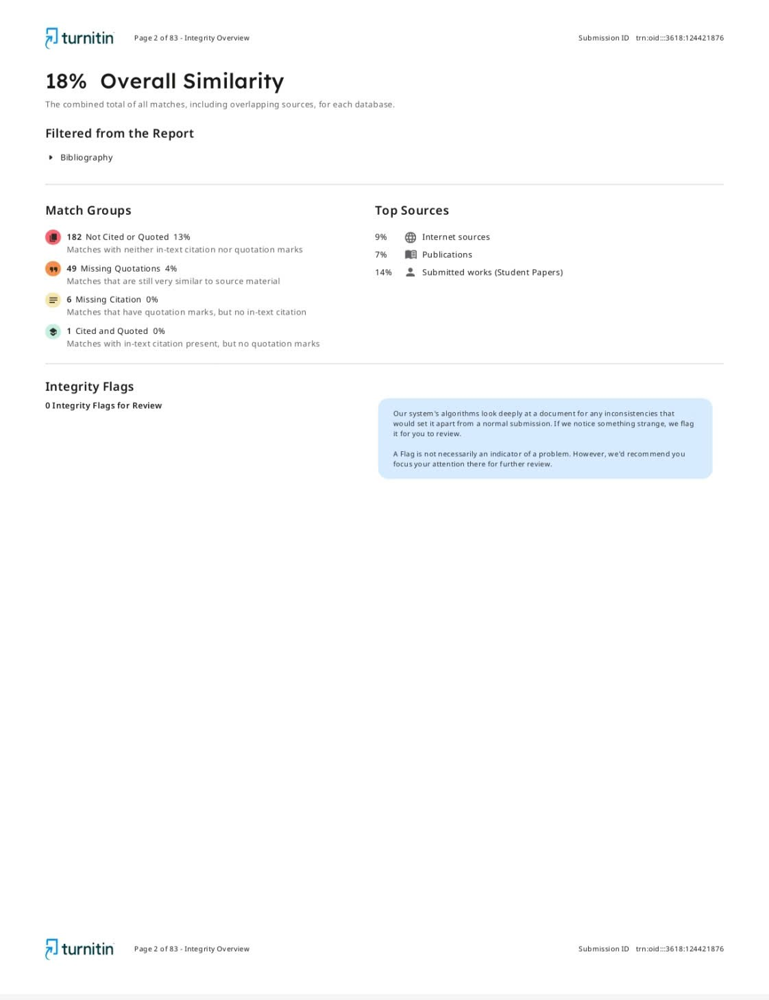 turnitin Page 2 of 83 - Integrity Overview Submission ID trn:oid:::3618:124421876
18% Overall Similarity
The combined total of all matches, including overlapping sources, for each database.
Filtered from the Report
Bibliography
Match Groups
182 Not Cited or Quoted 13%
Matches with neither in-text citation nor quotation marks
49 Missing Quotations 4%
Matches that are still very similar to source material
6 Missing Citation 0%
Matches that have quotation marks, but no in-text citation
1 Cited and Quoted 0%
Matches with in-text citation present, but no quotation marks
Top Sources
9% Internet sources
7% Publications
14% Submitted works (Student Papers)
Integrity Flags
0 Integrity Flags for Review
Our system's algorithms look deeply at a document for any inconsistencies that
would set it apart from a normal submission. If we notice something strange, we flag
it for you to review.
A Flag is not necessarily an indicator of a problem. However, we'd recommend you
focus your attention there for further review.
turnitin Page 2 of 83 - Integrity Overview Submission ID trn:oid:::3618:124421876